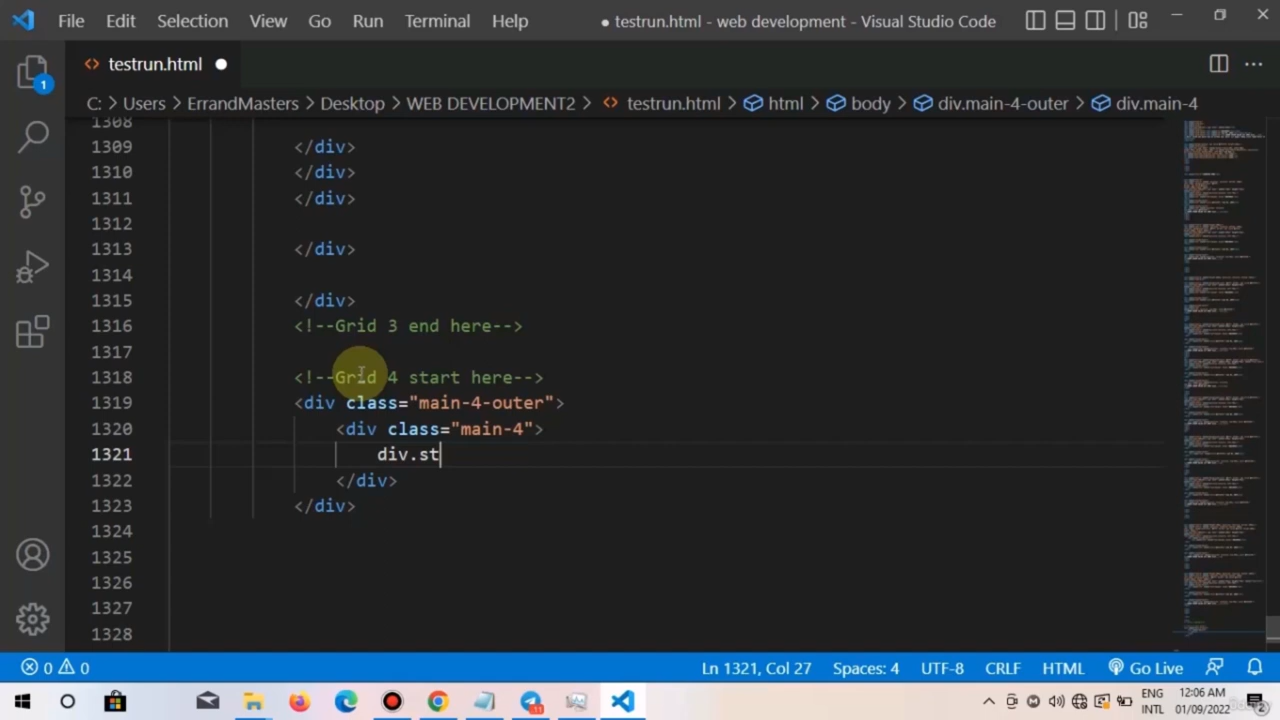 File Edit Selection View Go Run Terminal Help ● testrun.html - web development - Visual Studio Code
testrun.html
C: > Users > ErrandMasters > Desktop > WEB DEVELOPMENT2 > testrun.html > html > body > div.main-4-outer > div.main-4
1308
1309 </div>
1310 </div>
1311 </div>
1312
1313 </div>
1314
1315 </div>
1316 <!--Grid 3 end here-->
1317
1318 <!--Grid 4 start here-->
1319 <div class="main-4-outer">
1320 <div class="main-4">
1321 div.st
1322 </div>
1323 </div>
1324
1325
1326
1327
1328
0 0 Ln 1321, Col 27 Spaces: 4 UTF-8 CRLF HTML Go Live
ENG 12:06 AM
INTL 01/09/2022